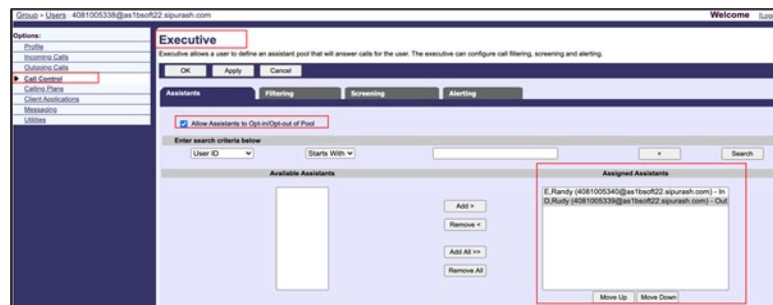 Group > Users : 4081005338@as1bsoft22.sipurash.com
Welcome
Options:
Profile
Incoming Calls
Outgoing Calls
Call Control
Calling Plans
Client Applications
Messaging
Utilities
Executive
Executive allows a user to define an assistant pool that will answer calls for the user. The executive can configure call filtering, screening and alerting.
OK Apply Cancel
Assistants Filtering Screening Alerting
Allow Assistants to Opt-in/Opt-out of Pool
Enter search criteria below
User ID Starts With + Search
Available Assistants Assigned Assistants
E,Randy (4081005340@as1bsoft22.sipurash.com) - In
D,Rudy (4081005339@as1bsoft22.sipurash.com) - Out
Add >
Remove <
Add All >>
Remove All
Move Up Move Down